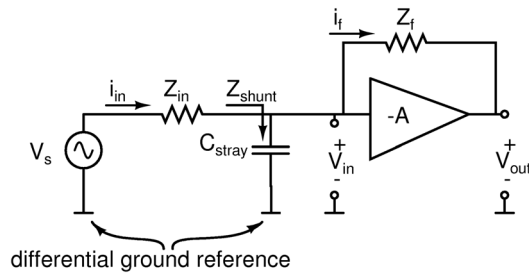 i_f
Z_f
i_in
Z_in
Z_shunt
-A
V_s
C_stray
+
V_in
-
+
V_out
-
differential ground reference